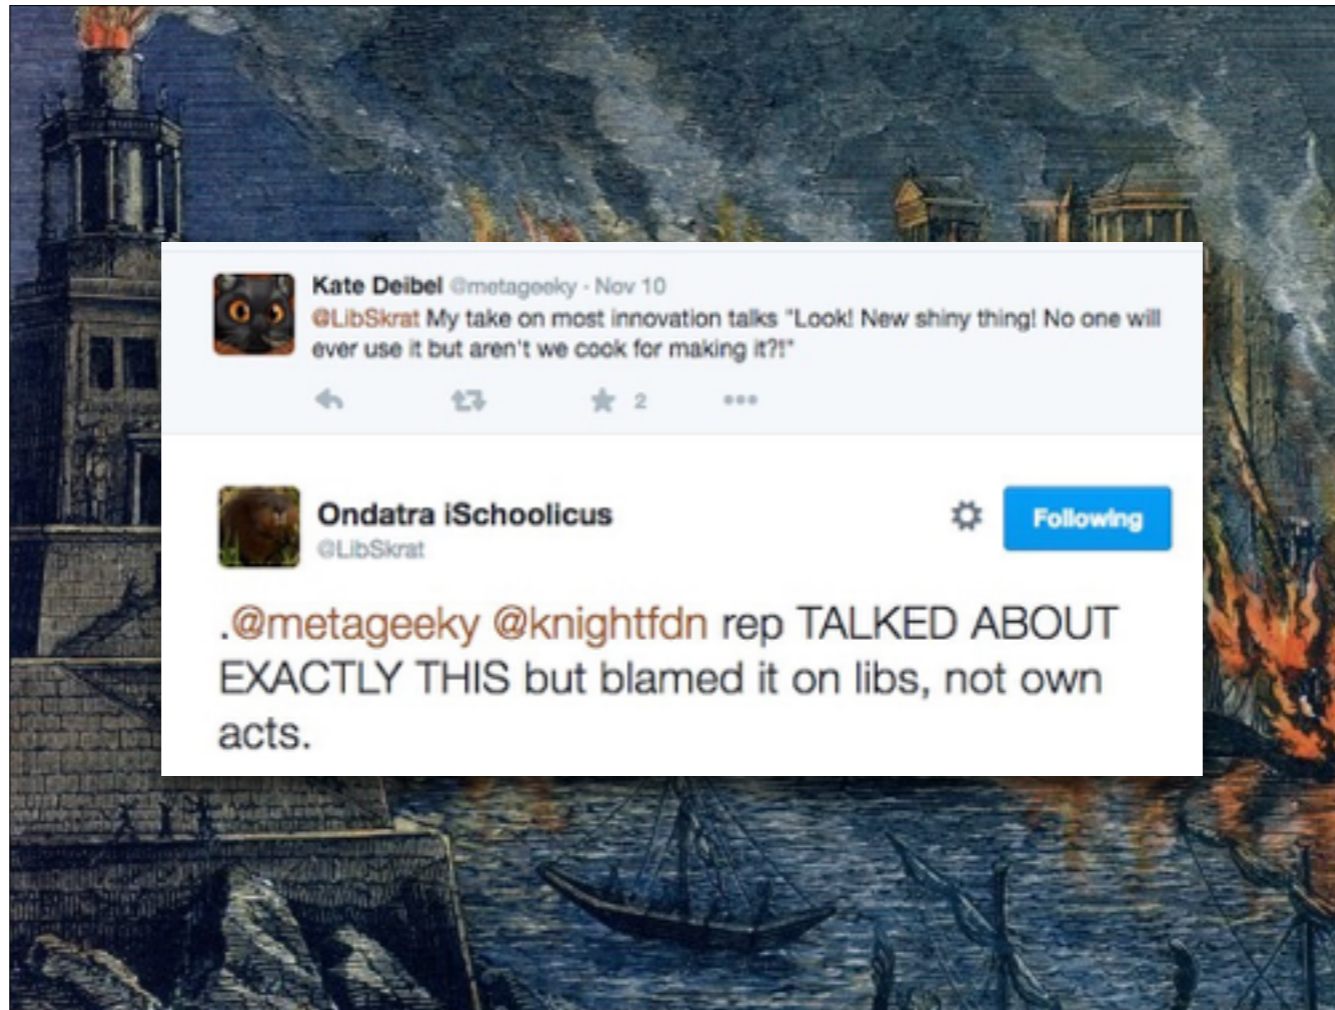 Kate Deibel @metageeky · Nov 10
@LibSkrat My take on most innovation talks "Look! New shiny thing! No one will
ever use it but aren't we cook for making it?!"
2
Ondatra iSchoolicus
Following
@LibSkrat
.@metageeky @knightfdn rep TALKED ABOUT
EXACTLY THIS but blamed it on libs, not own
acts.